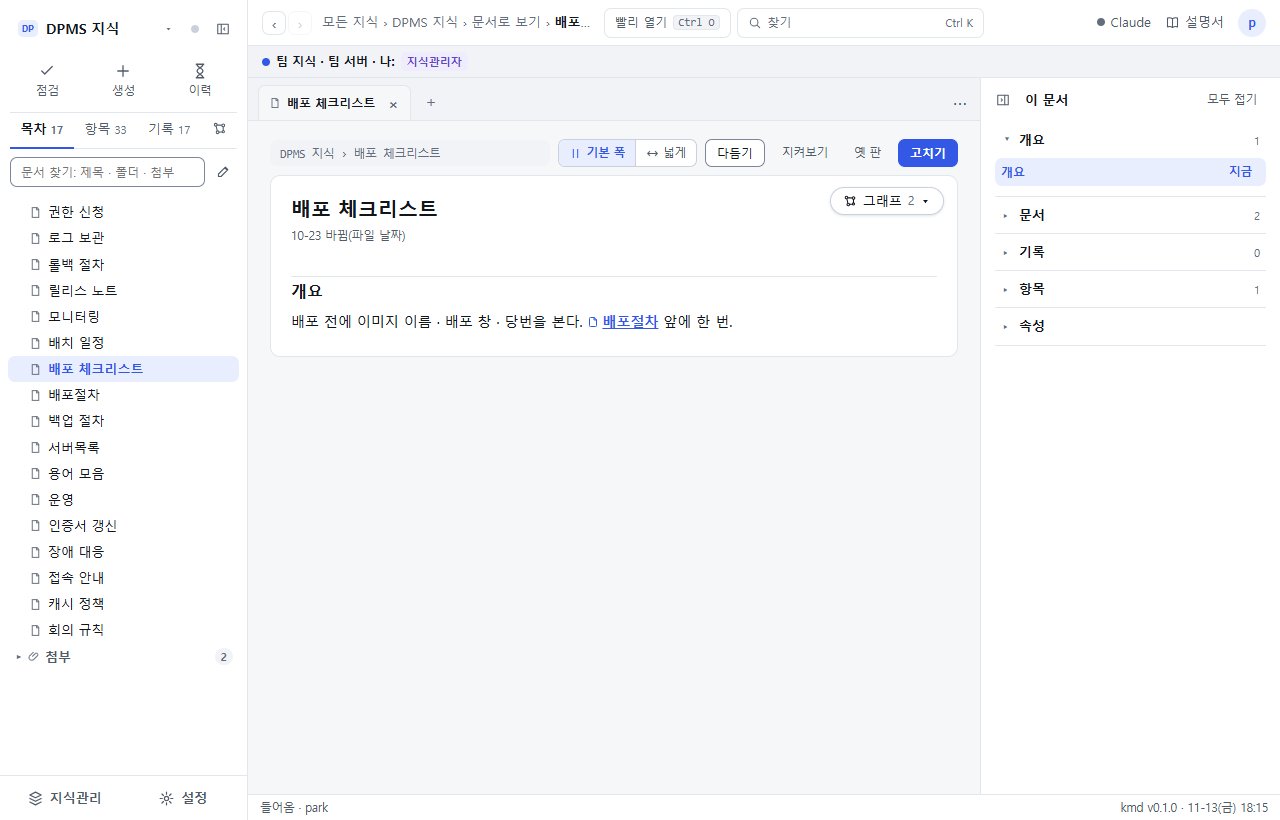 DP DPMS 지식
점검 생성 이력
목차 17 항목 33 기록 17
문서 찾기: 제목 · 폴더 · 첨부
권한 신청
로그 보관
롤백 절차
릴리스 노트
모니터링
배치 일정
배포 체크리스트
배포절차
백업 절차
서버목록
용어 모음
운영
인증서 갱신
장애 대응
접속 안내
캐시 정책
회의 규칙
첨부 2
지식관리 설정
모든 지식 › DPMS 지식 › 문서로 보기 › 배포…
빨리 열기 Ctrl O
찾기 Ctrl K
Claude 설명서 p
팀 지식 · 팀 서버 · 나: 지식관리자
배포 체크리스트 × +
DPMS 지식 › 배포 체크리스트
기본 폭 넓게 다듬기 지켜보기 옛 판 고치기
배포 체크리스트
그래프 2
10-23 바뀜(파일 날짜)
개요
배포 전에 이미지 이름 · 배포 창 · 당번을 본다. 배포절차 앞에 한 번.
이 문서 모두 접기
개요 1
개요 지금
문서 2
기록 0
항목 1
속성
들어옴 · park
kmd v0.1.0 · 11-13(금) 18:15